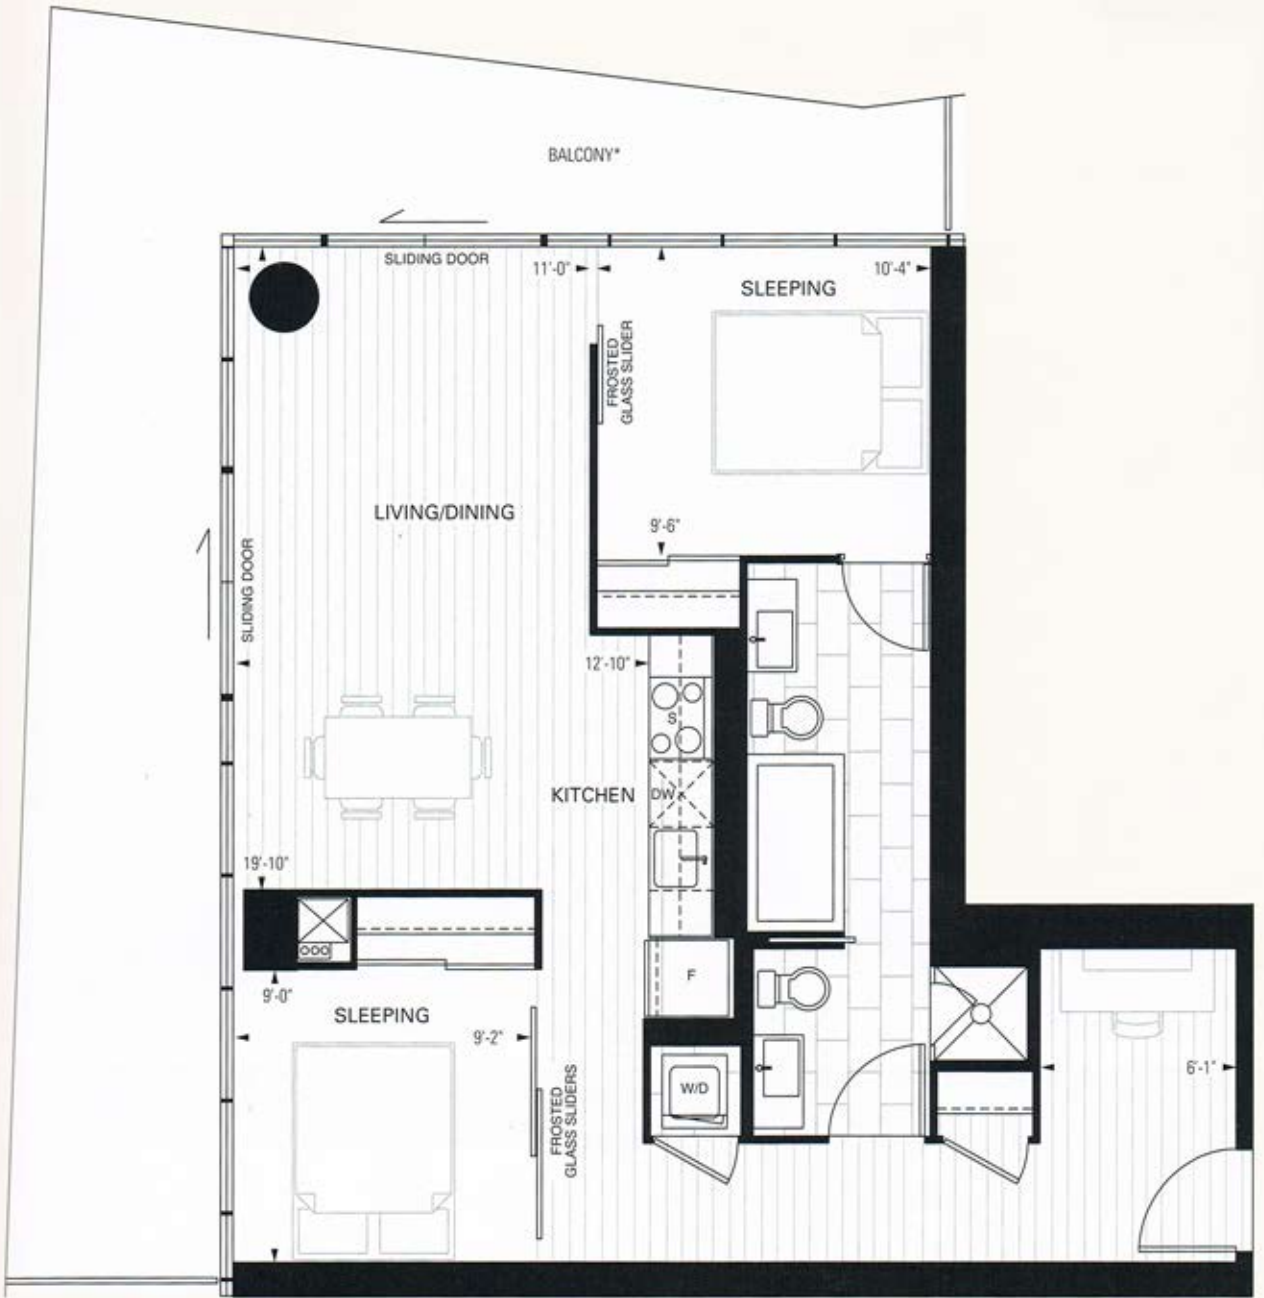 BALCONY*
SLIDING DOOR
11'-0"
10'-4"
SLEEPING
FROSTED
GLASS SLIDER
LIVING/DINING
9'-6"
SLIDING DOOR
12'-10"
S
KITCHEN
DW
19'-10"
F
9'-0"
SLEEPING
9'-2"
FROSTED
GLASS SLIDERS
W/D
6'-1"